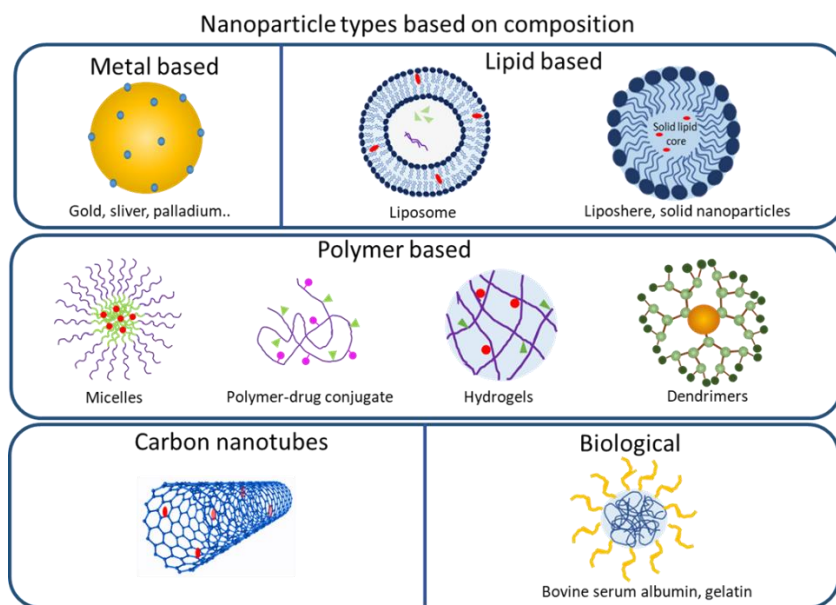 Nanoparticle types based on composition
Metal based
Lipid based
Solid lipid
core
Gold, sliver, palladium..
Liposome
Liposhere, solid nanoparticles
Polymer based
Micelles
Polymer-drug conjugate
Hydrogels
Dendrimers
Carbon nanotubes
Biological
Bovine serum albumin, gelatin